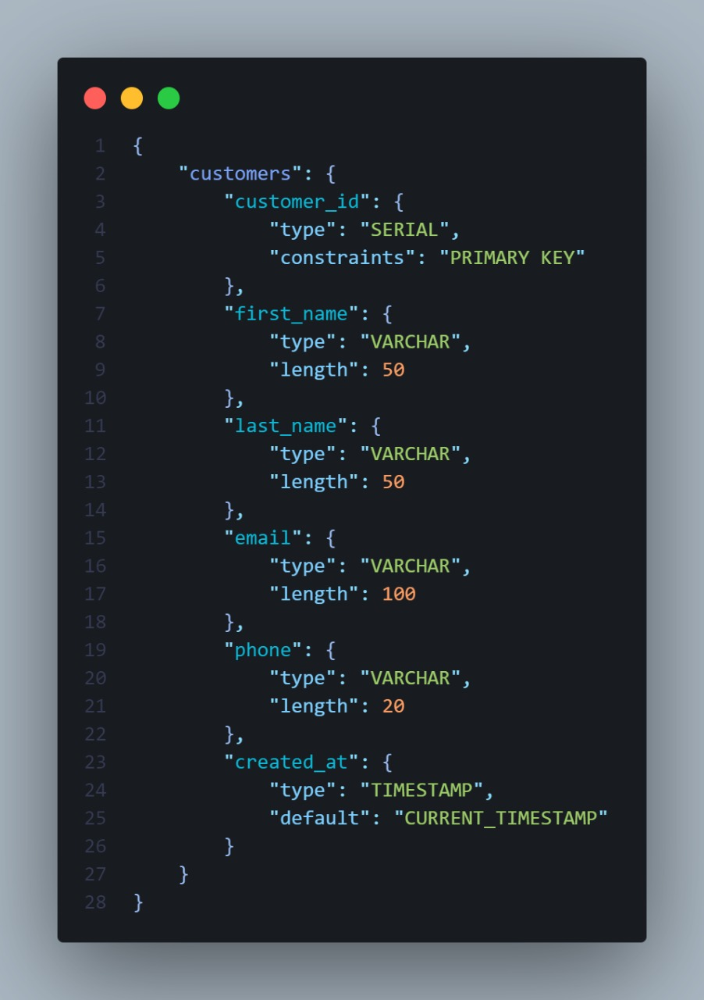 1 {
2     "customers": {
3         "customer_id": {
4             "type": "SERIAL",
5             "constraints": "PRIMARY KEY"
6         },
7         "first_name": {
8             "type": "VARCHAR",
9             "length": 50
10         },
11         "last_name": {
12             "type": "VARCHAR",
13             "length": 50
14         },
15         "email": {
16             "type": "VARCHAR",
17             "length": 100
18         },
19         "phone": {
20             "type": "VARCHAR",
21             "length": 20
22         },
23         "created_at": {
24             "type": "TIMESTAMP",
25             "default": "CURRENT_TIMESTAMP"
26         }
27     }
28 }